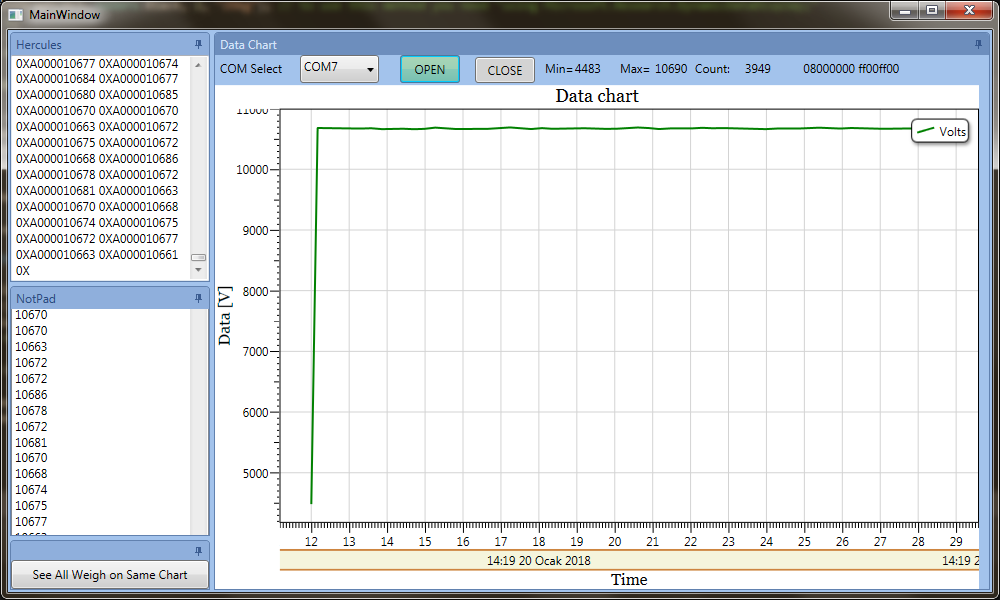 MainWindow
Hercules
0XA000010677 0XA000010674
0XA000010684 0XA000010677
0XA000010680 0XA000010685
0XA000010670 0XA000010670
0XA000010663 0XA000010672
0XA000010675 0XA000010672
0XA000010668 0XA000010686
0XA000010678 0XA000010672
0XA000010681 0XA000010663
0XA000010670 0XA000010668
0XA000010674 0XA000010675
0XA000010672 0XA000010677
0XA000010663 0XA000010661
0X
NotPad
10670
10670
10663
10672
10672
10686
10678
10672
10681
10670
10668
10674
10675
10677
See All Weigh on Same Chart
Data Chart
COM Select COM7 OPEN CLOSE Min= 4483 Max= 10690 Count: 3949 08000000 ff00ff00
Data chart
Volts
Data [V]
11000
10000
9000
8000
7000
6000
5000
12 13 14 15 16 17 18 19 20 21 22 23 24 25 26 27 28 29
14:19 20 Ocak 2018 14:19 2
Time